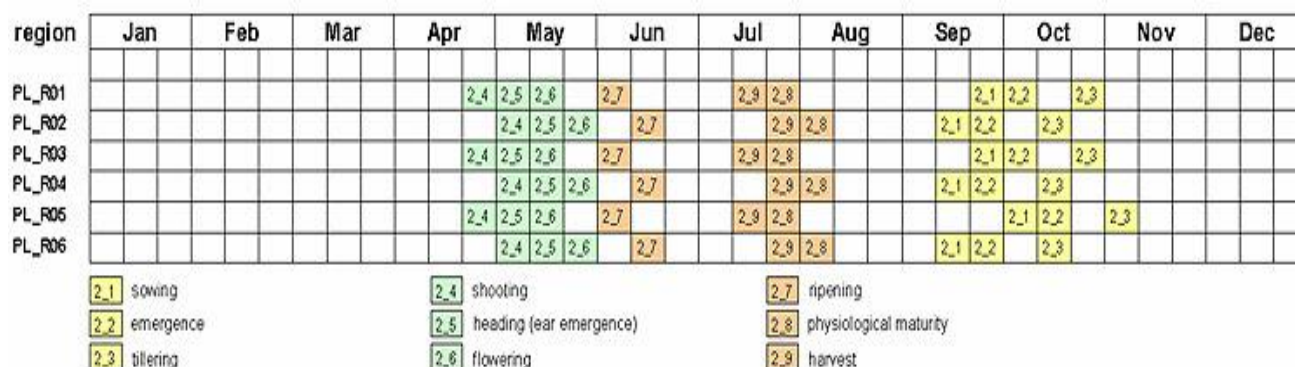 region Jan Feb Mar Apr May Jun Jul Aug Sep Oct Nov Dec
PL_R01 2_4 2_5 2_6 2_7 2_9 2_8 2_1 2_2 2_3
PL_R02 2_4 2_5 2_6 2_7 2_9 2_8 2_1 2_2 2_3
PL_R03 2_4 2_5 2_6 2_7 2_9 2_8 2_1 2_2 2_3
PL_R04 2_4 2_5 2_6 2_7 2_9 2_8 2_1 2_2 2_3
PL_R05 2_4 2_5 2_6 2_7 2_9 2_8 2_1 2_2 2_3
PL_R06 2_4 2_5 2_6 2_7 2_9 2_8 2_1 2_2 2_3
2_1 sowing 2_4 shooting 2_7 ripening
2_2 emergence 2_5 heading (ear emergence) 2_8 physiological maturity
2_3 tillering 2_6 flowering 2_9 harvest